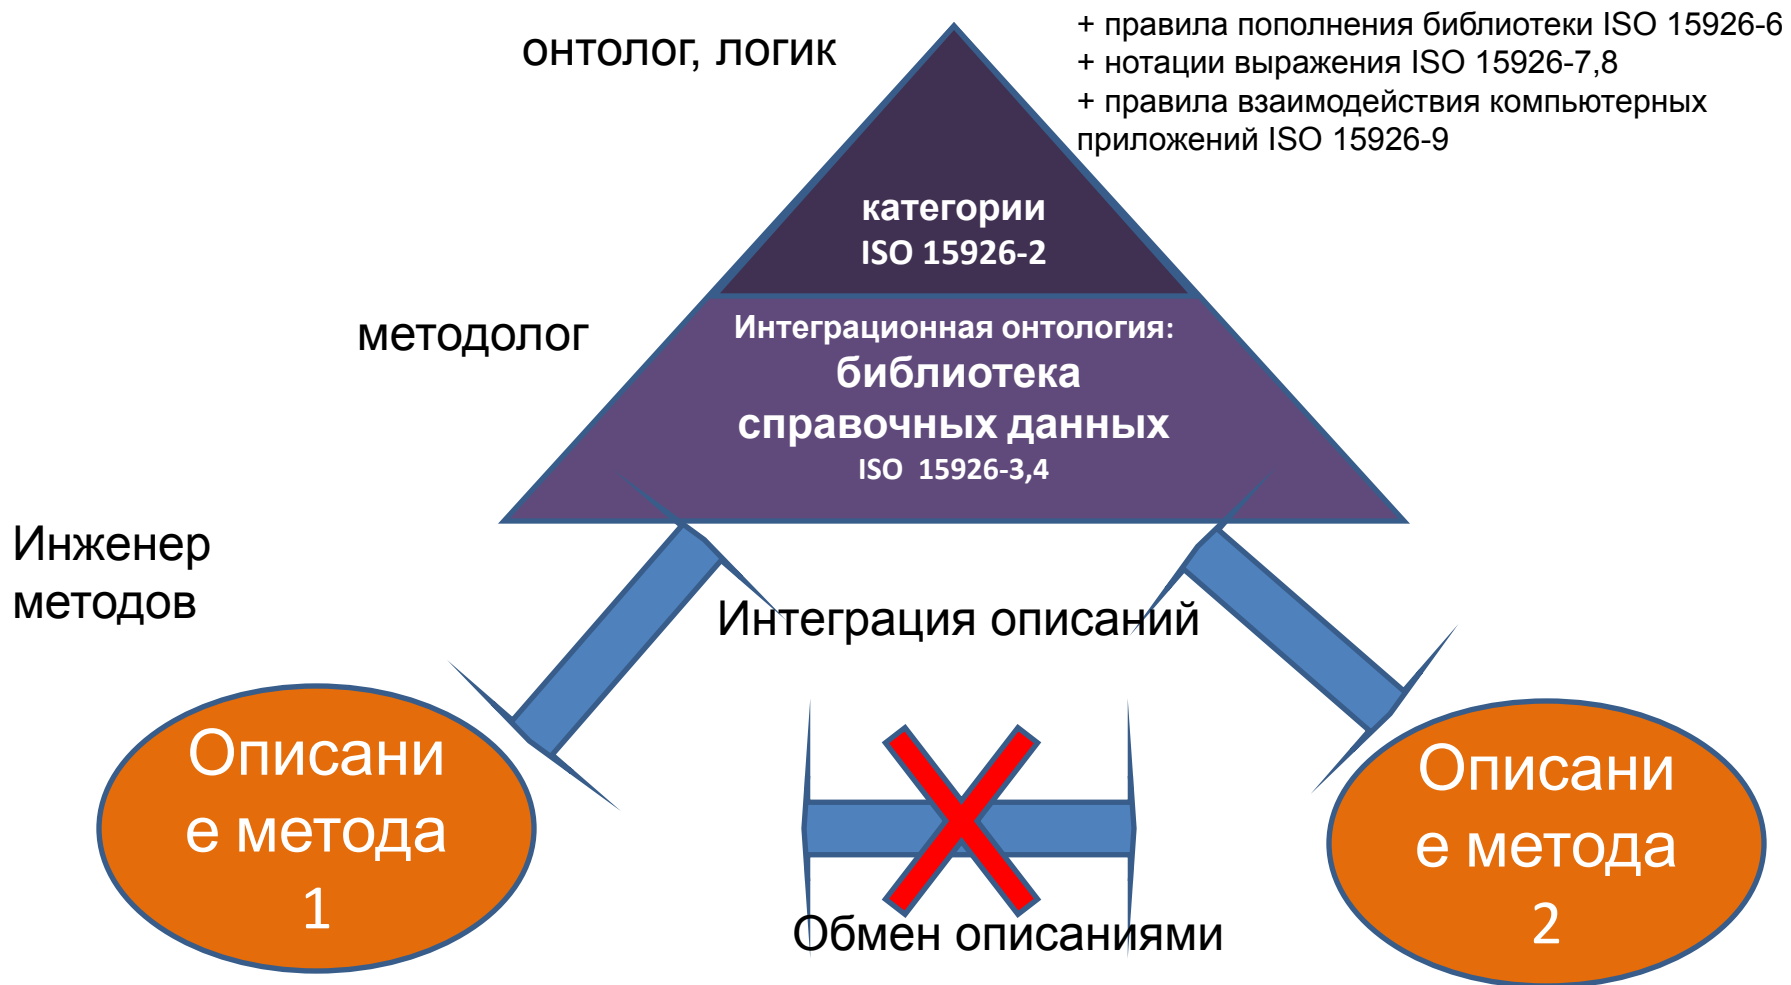 онтолог, логик
+ правила пополнения библиотеки ISO 15926-6
+ нотации выражения ISO 15926-7,8
+ правила взаимодействия компьютерных
приложений ISO 15926-9
категории
ISO 15926-2
методолог
Интеграционная онтология:
библиотека
справочных данных
ISO 15926-3,4
Инженер
методов
Интеграция описаний
Описани
е метода
1
Обмен описаниями
Описани
е метода
2